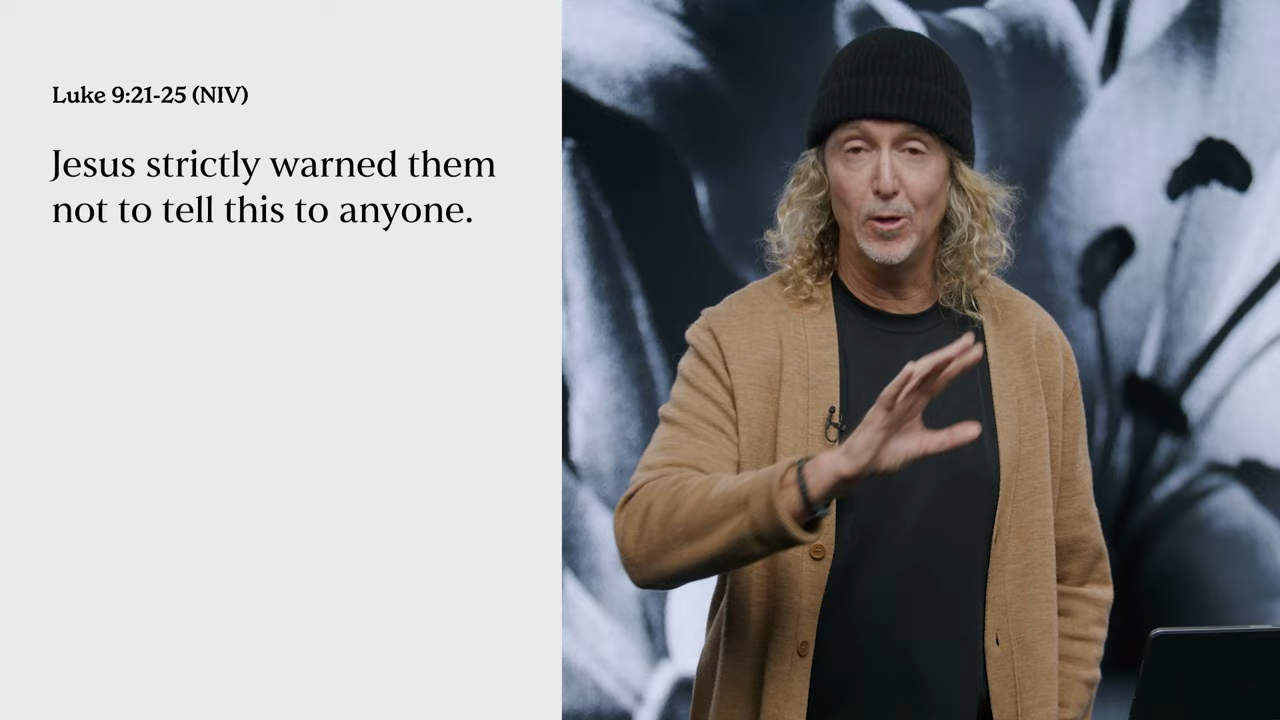 Luke 9:21-25 (NIV)
Jesus strictly warned them
not to tell this to anyone.